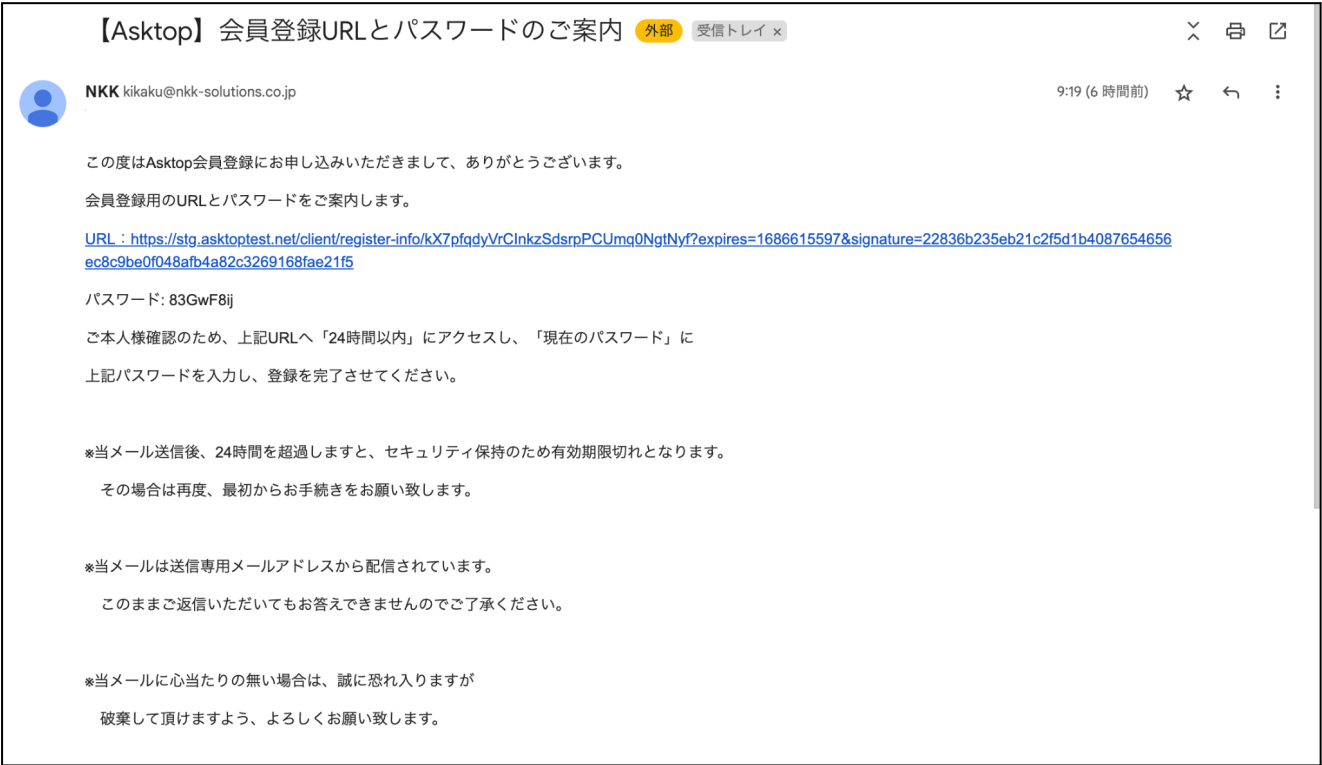 【Asktop】会員登録URLとパスワードのご案内 外部 受信トレイ ×
NKK kikaku@nkk-solutions.co.jp 9:19 (6 時間前)
この度はAsktop会員登録にお申し込みいただきまして、ありがとうございます。
会員登録用のURLとパスワードをご案内します。
URL：https://stg.asktoptest.net/client/register-info/kX7pfqdyVrCInkzSdsrpPCUmq0NgtNyf?expires=1686615597&signature=22836b235eb21c2f5d1b4087654656
ec8c9be0f048afb4a82c3269168fae21f5
パスワード: 83GwF8ij
ご本人様確認のため、上記URLへ「24時間以内」にアクセスし、「現在のパスワード」に
上記パスワードを入力し、登録を完了させてください。
※当メール送信後、24時間を超過しますと、セキュリティ保持のため有効期限切れとなります。
その場合は再度、最初からお手続きをお願い致します。
※当メールは送信専用メールアドレスから配信されています。
このままご返信いただいてもお答えできませんのでご了承ください。
※当メールに心当たりの無い場合は、誠に恐れ入りますが
破棄して頂けますよう、よろしくお願い致します。